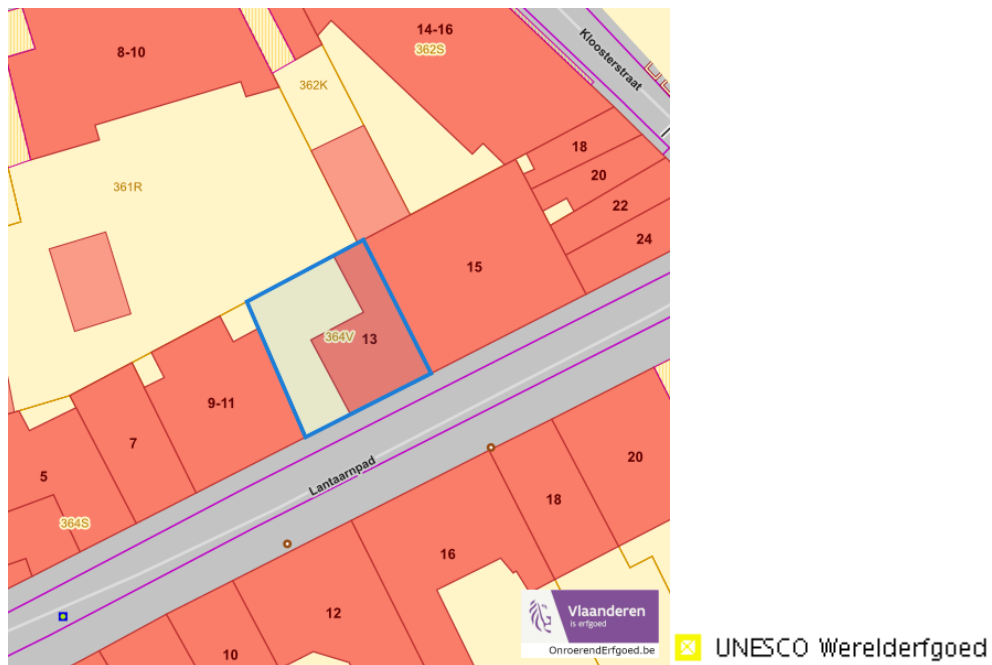 8-10
14-16
362S
Kloosterstraat
362K
18
20
361R
22
24
15
364V
13
9-11
7
5
Lantaarnpad
20
18
364S
16
12
10
Vlaanderen
is erfgoed
OnroerendErfgoed.be
UNESCO Werelderfgoed